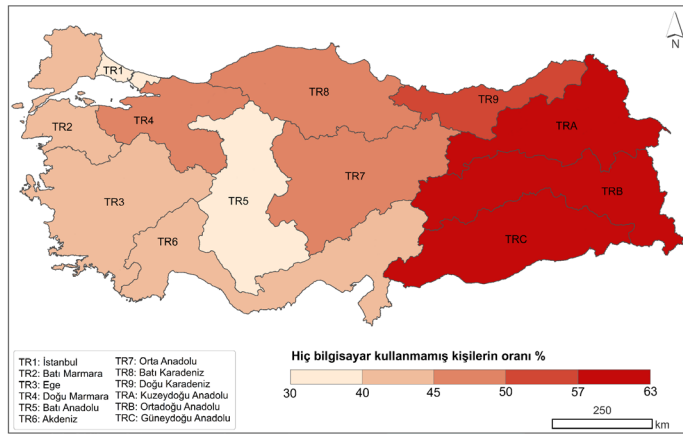 N
TR1
TR8
TR9
TR2
TR4
TRA
TR7
TRB
TR3
TR5
TR6
TRC
TR1: İstanbul
TR2: Batı Marmara
TR3: Ege
TR4: Doğu Marmara
TR5: Batı Anadolu
TR6: Akdeniz
TR7: Orta Anadolu
TR8: Batı Karadeniz
TR9: Doğu Karadeniz
TRA: Kuzeydoğu Anadolu
TRB: Ortadoğu Anadolu
TRC: Güneydoğu Anadolu
Hiç bilgisayar kullanmamış kişilerin oranı %
30 40 45 50 57 63
250
km